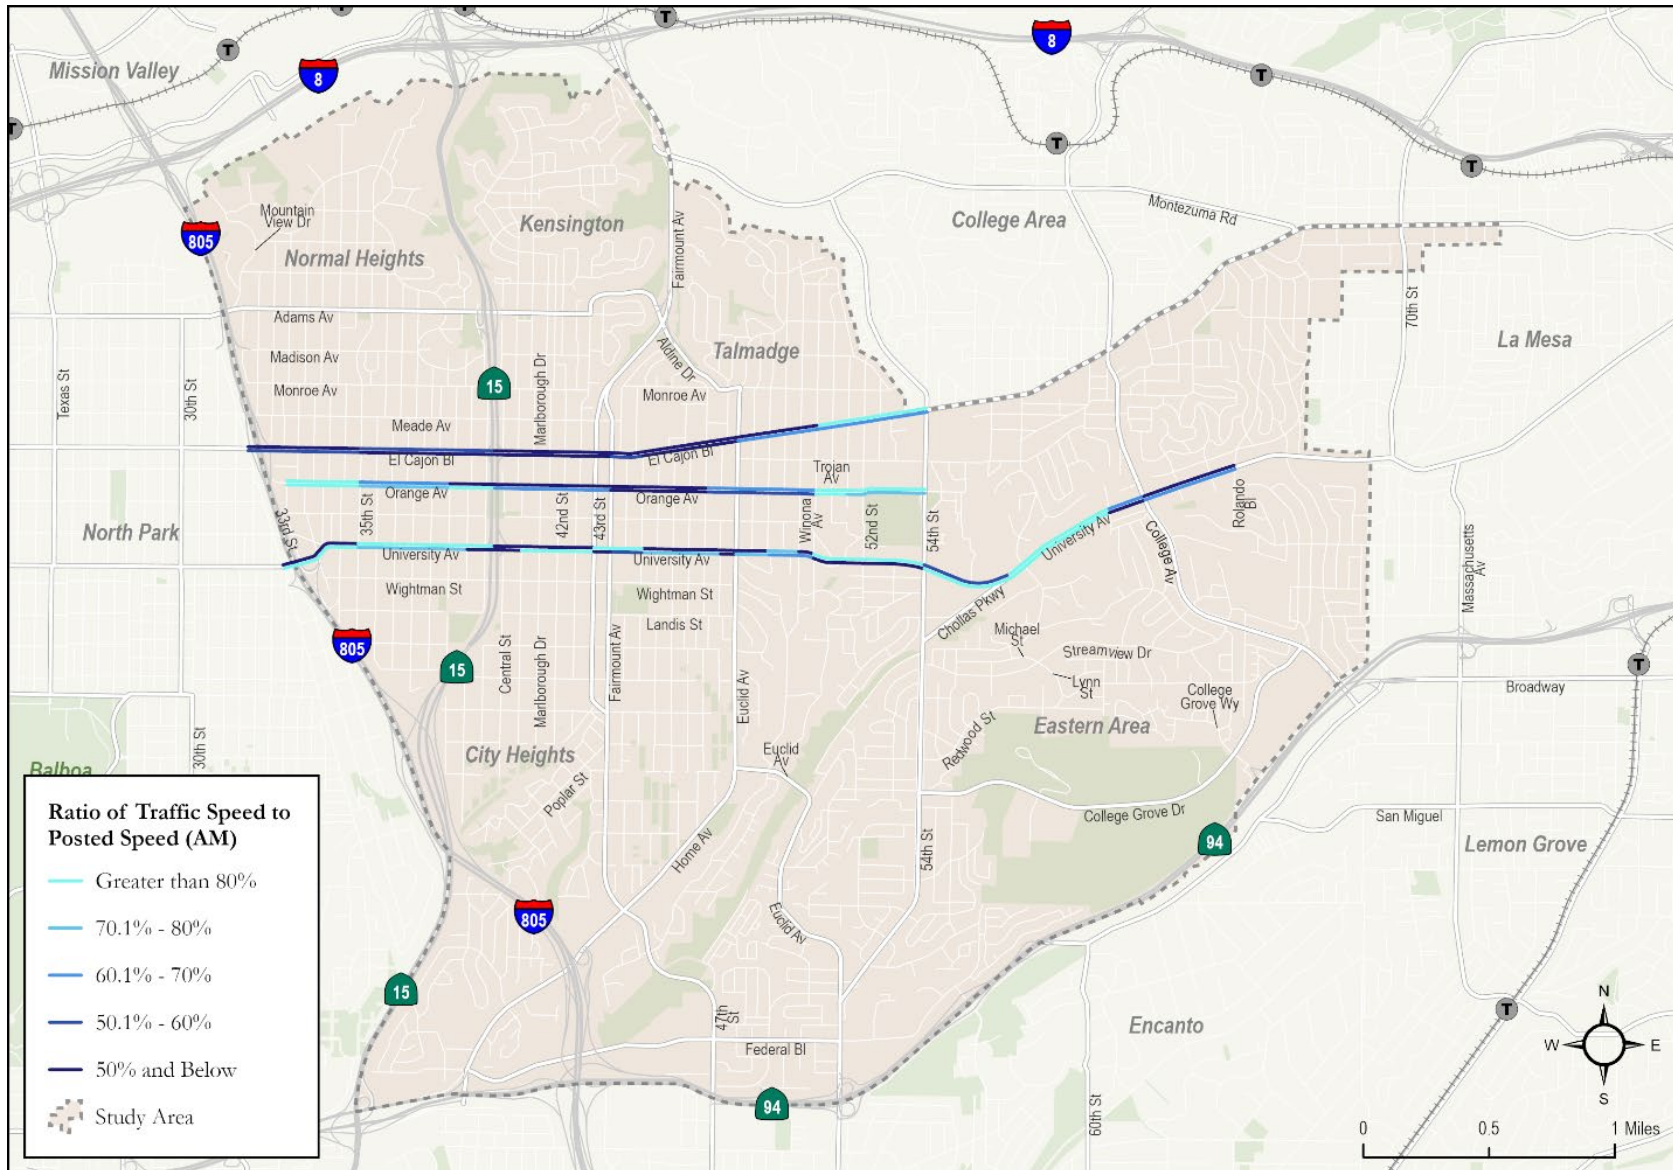 Mission Valley
8
8
T
T
T
T
T
T
T
Mountain
View Dr
Kensington
College Area
Montezuma Rd
805
Normal Heights
Fairmount Av
70th St
Adams Av
La Mesa
Madison Av
Talmadge
Aldine Dr
Texas St
30th St
Monroe Av
15
Marlborough Dr
Monroe Av
Meade Av
El Cajon Bl
El Cajon Bl
Trojan
Av
Orange Av
Orange Av
North Park
33rd St
35th St
42nd St
43rd St
Winona
Av
52nd St
54th St
University Av
University Av
University Av
College Av
Rolando
Bl
Massachusetts
Av
Wightman St
Wightman St
Landis St
Chollas Pkwy
Michael
St
Streamview Dr
Lynn
St
College
Grove Wy
805
15
Central St
Marlborough Dr
Fairmount Av
Euclid Av
T
Broadway
30th St
City Heights
Euclid
Av
Redwood St
Eastern Area
Balboa
Poplar St
College Grove Dr
San Miguel
94
Lemon Grove
Home Av
54th St
805
Euclid Av
15
47th
St
Encanto
T
Federal Bl
94
60th St
Ratio of Traffic Speed to
Posted Speed (AM)
Greater than 80%
70.1% - 80%
60.1% - 70%
50.1% - 60%
50% and Below
Study Area
N
W E
S
0 0.5 1 Miles